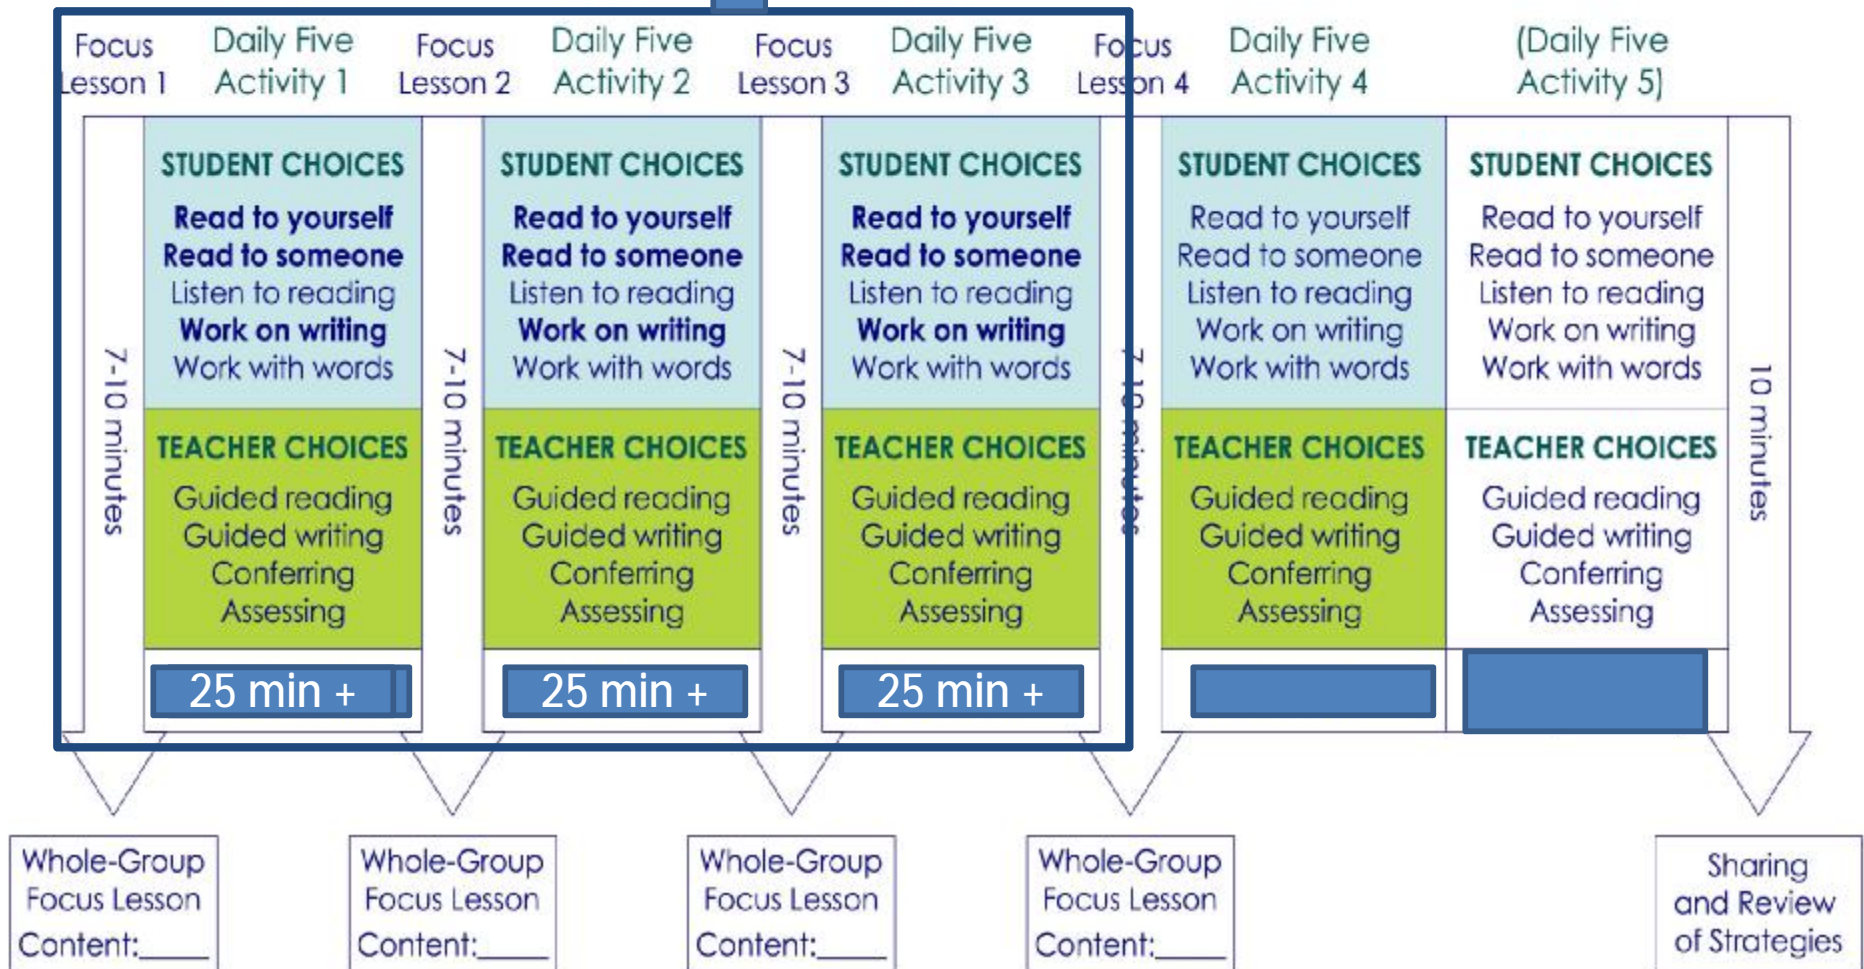 Focus
Lesson 1
Daily Five
Activity 1
Focus
Lesson 2
Daily Five
Activity 2
Focus
Lesson 3
Daily Five
Activity 3
Focus
Lesson 4
Daily Five
Activity 4
(Daily Five
Activity 5)
7-10 minutes
STUDENT CHOICES
Read to yourself
Read to someone
Listen to reading
Work on writing
Work with words
TEACHER CHOICES
Guided reading
Guided writing
Conferring
Assessing
25 min +
7-10 minutes
STUDENT CHOICES
Read to yourself
Read to someone
Listen to reading
Work on writing
Work with words
TEACHER CHOICES
Guided reading
Guided writing
Conferring
Assessing
25 min +
7-10 minutes
STUDENT CHOICES
Read to yourself
Read to someone
Listen to reading
Work on writing
Work with words
TEACHER CHOICES
Guided reading
Guided writing
Conferring
Assessing
25 min +
7-10 minutes
STUDENT CHOICES
Read to yourself
Read to someone
Listen to reading
Work on writing
Work with words
TEACHER CHOICES
Guided reading
Guided writing
Conferring
Assessing
STUDENT CHOICES
Read to yourself
Read to someone
Listen to reading
Work on writing
Work with words
TEACHER CHOICES
Guided reading
Guided writing
Conferring
Assessing
10 minutes
Whole-Group
Focus Lesson
Content:____
Whole-Group
Focus Lesson
Content:____
Whole-Group
Focus Lesson
Content:____
Whole-Group
Focus Lesson
Content:____
Sharing
and Review
of Strategies